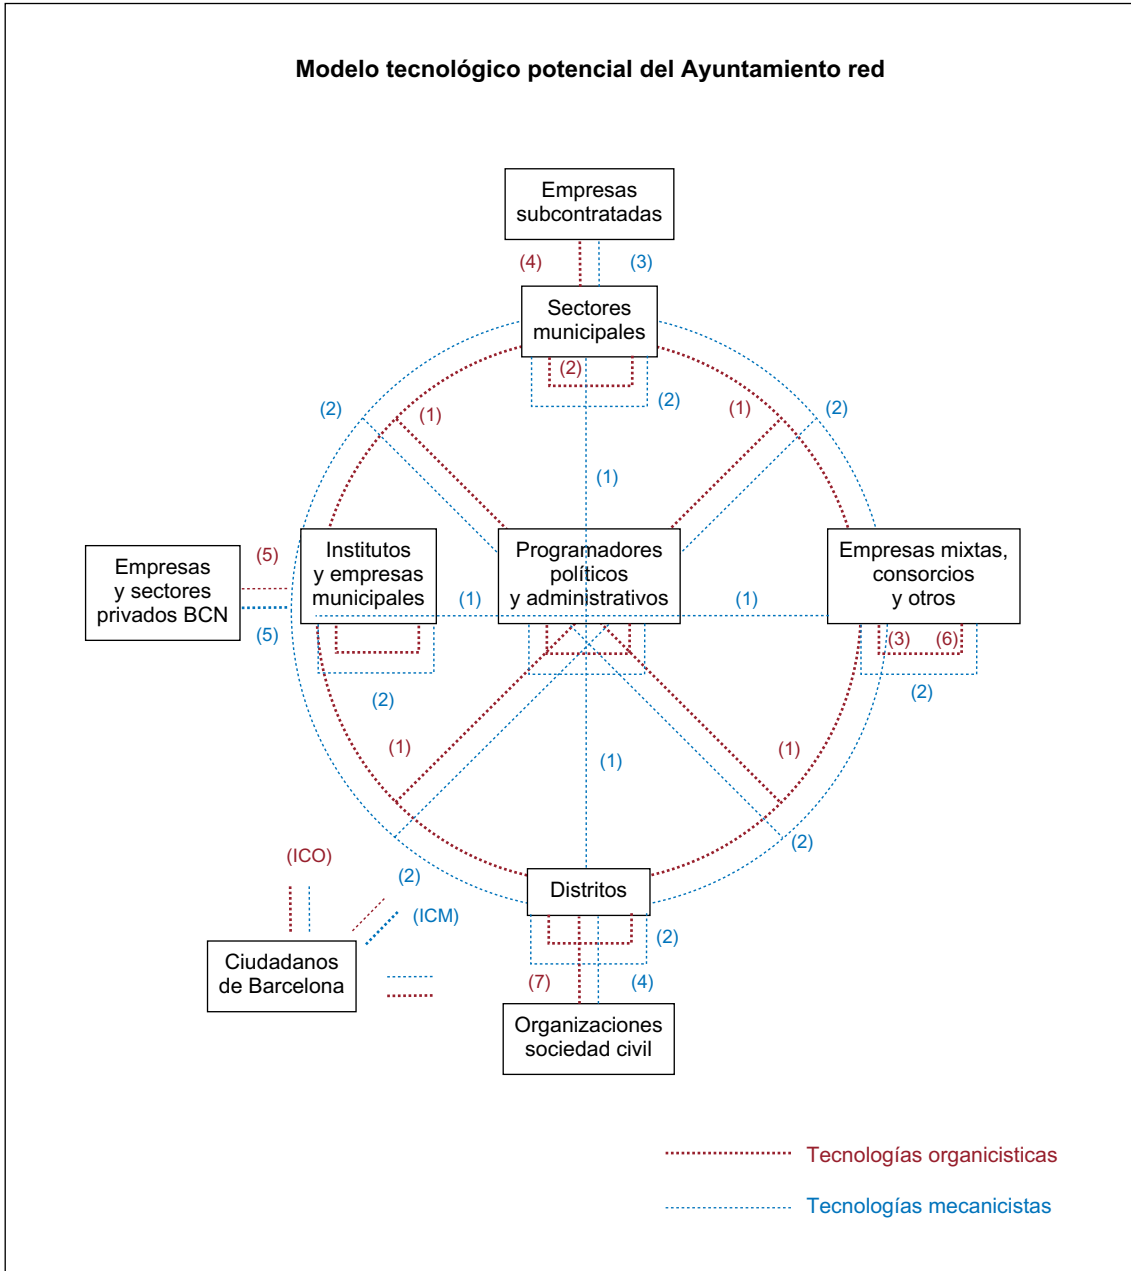 Modelo tecnológico potencial del Ayuntamiento red
Empresas
subcontratadas
(4)
(3)
Sectores
municipales
(2)
(2)
(2)
(1)
(1)
(2)
(1)
Empresas
y sectores
privados BCN
(5)
(5)
Institutos
y empresas
municipales
(1)
Programadores
políticos
y administrativos
(1)
Empresas mixtas,
consorcios
y otros
(3)
(6)
(2)
(2)
(1)
(1)
(1)
(2)
(ICO)
(2)
(ICM)
Distritos
(2)
Ciudadanos
de Barcelona
(7)
(4)
Organizaciones
sociedad civil
Tecnologías organicisticas
Tecnologías mecanicistas